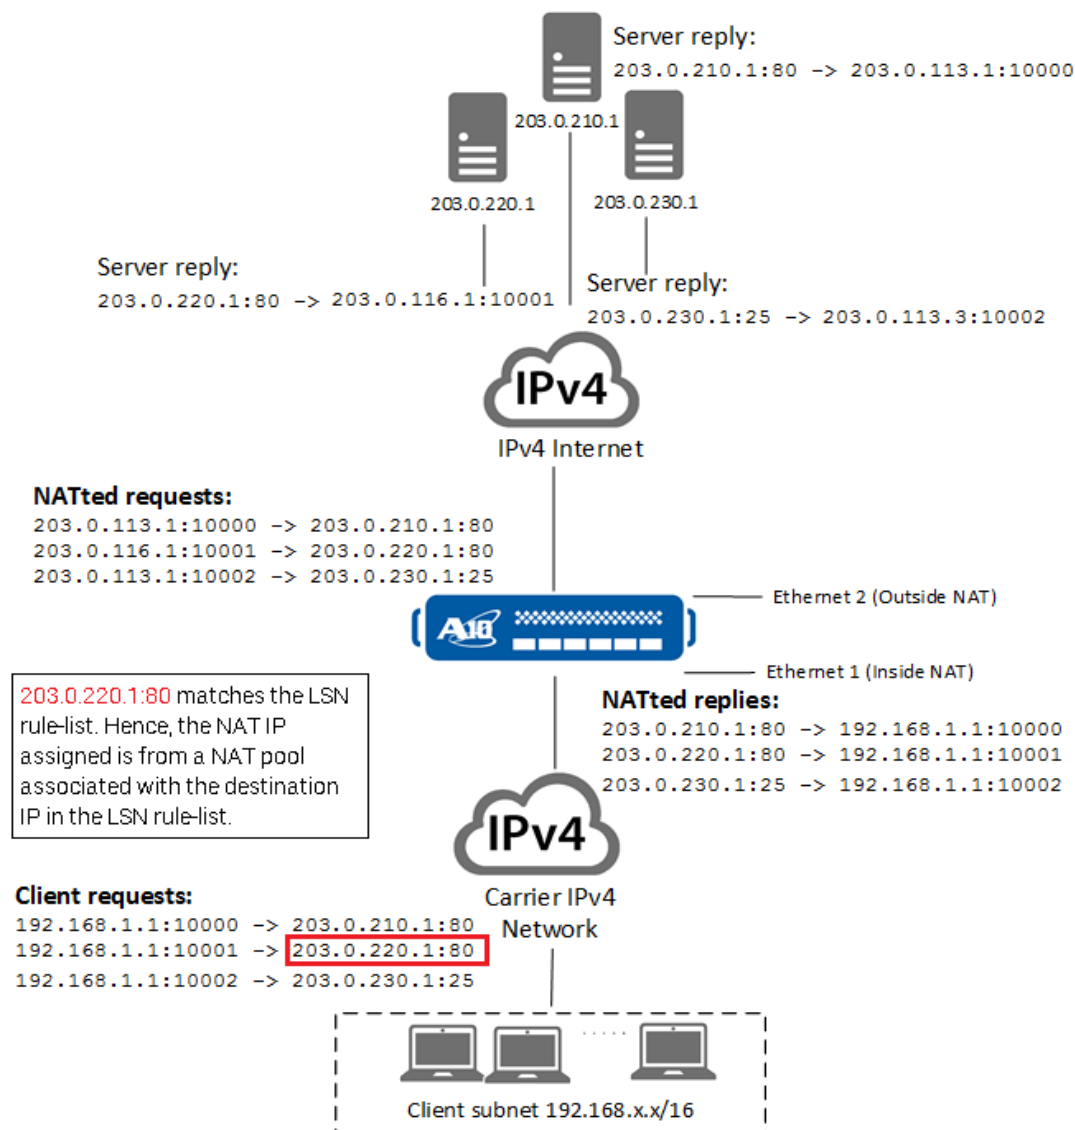 Server reply:
203.0.210.1:80 -> 203.0.113.1:10000
203.0.210.1
203.0.220.1
203.0.230.1
Server reply:
203.0.220.1:80 -> 203.0.116.1:10001
Server reply:
203.0.230.1:25 -> 203.0.113.3:10002
IPv4
IPv4 Internet
NATted requests:
203.0.113.1:10000 -> 203.0.210.1:80
203.0.116.1:10001 -> 203.0.220.1:80
203.0.113.1:10002 -> 203.0.230.1:25
Ethernet 2 (Outside NAT)
A10
Ethernet 1 (Inside NAT)
203.0.220.1:80 matches the LSN
rule-list. Hence, the NAT IP
assigned is from a NAT pool
associated with the destination
IP in the LSN rule-list.
NATted replies:
203.0.210.1:80 -> 192.168.1.1:10000
203.0.220.1:80 -> 192.168.1.1:10001
203.0.230.1:25 -> 192.168.1.1:10002
IPv4
Carrier IPv4
Network
Client requests:
192.168.1.1:10000 -> 203.0.210.1:80
192.168.1.1:10001 -> 203.0.220.1:80
192.168.1.1:10002 -> 203.0.230.1:25
.....
Client subnet 192.168.x.x/16